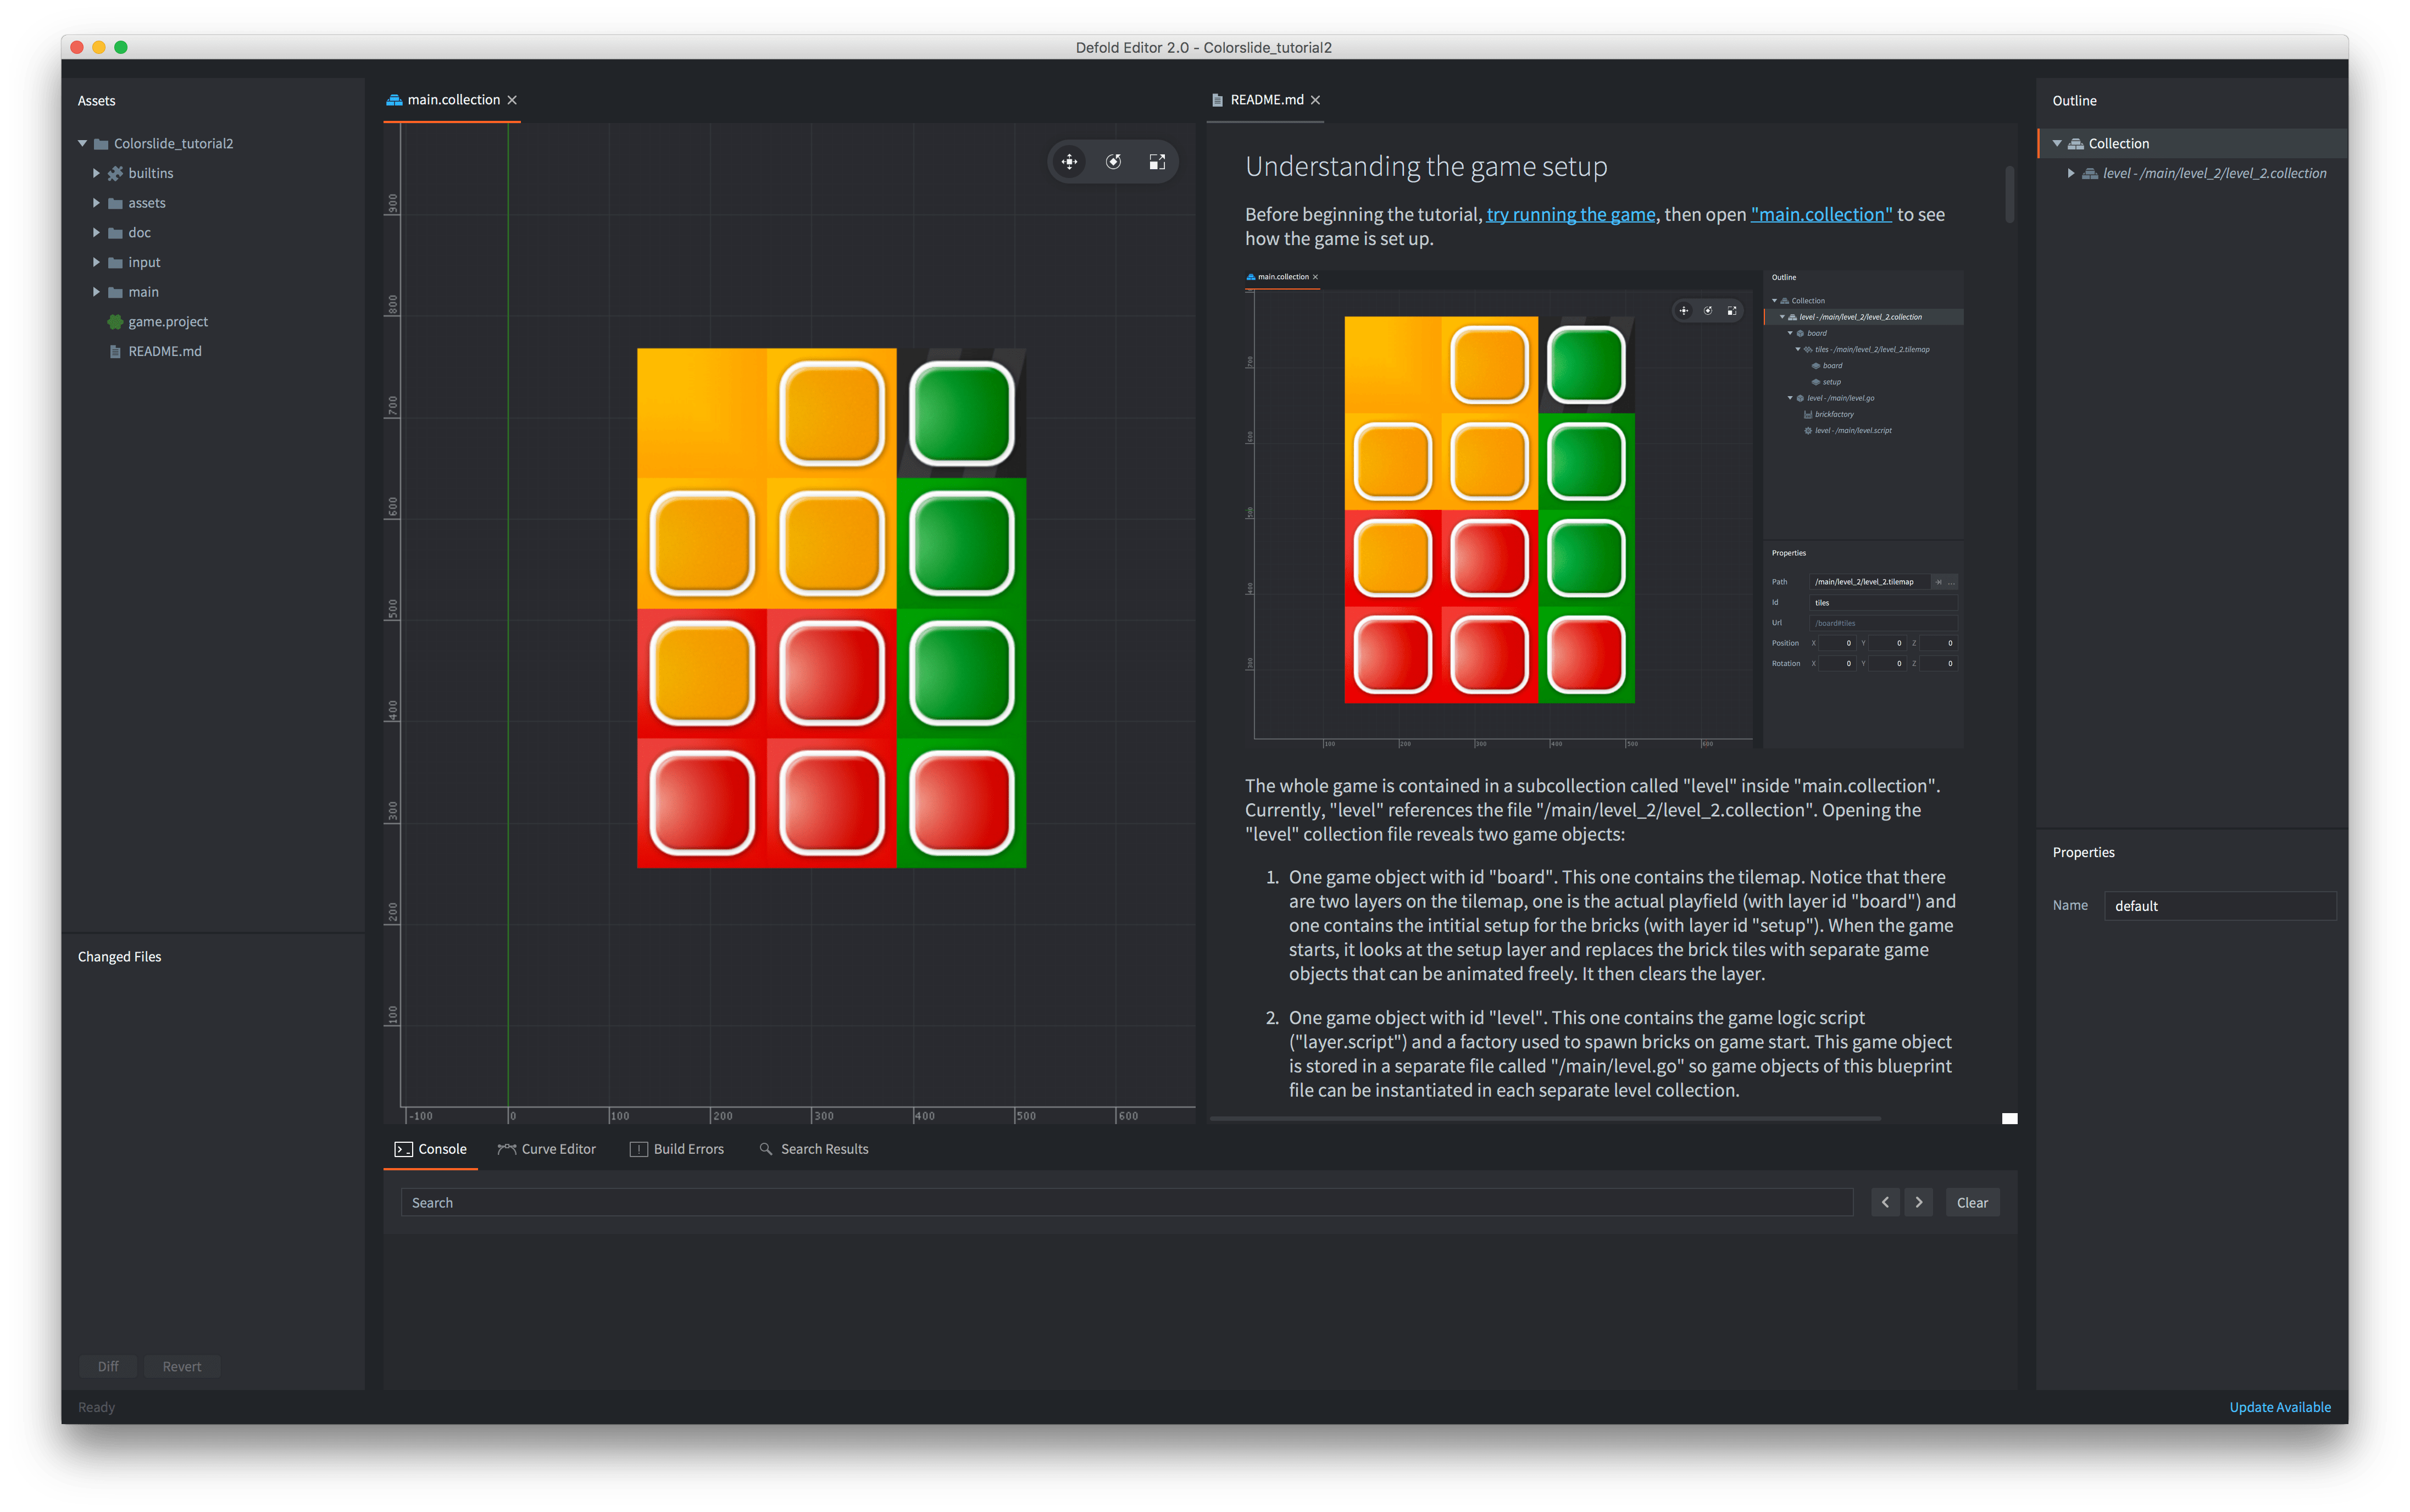 Defold Editor 2.0 - Colorslide_tutorial2
Assets
Colorslide_tutorial2
builtins
assets
doc
input
main
game.project
README.md
Changed Files
Diff
Revert
Ready
main.collection
900
800
700
600
500
400
300
200
100
-100
0
100
200
300
400
500
600
README.md
Understanding the game setup
Before beginning the tutorial, try running the game, then open "main.collection" to see
how the game is set up.
main.collection
700
600
500
400
300
100
200
300
400
500
600
Outline
Collection
level - /main/level_2/level_2.collection
board
tiles - /main/level_2/level_2.tilemap
board
setup
level - /main/level.go
brickfactory
level - /main/level.script
Properties
Path /main/level_2/level_2.tilemap ...
Id tiles
Url /board#tiles
Position X 0 Y 0 Z 0
Rotation X 0 Y 0 Z 0
The whole game is contained in a subcollection called "level" inside "main.collection".
Currently, "level" references the file "/main/level_2/level_2.collection". Opening the
"level" collection file reveals two game objects:
1. One game object with id "board". This one contains the tilemap. Notice that there
are two layers on the tilemap, one is the actual playfield (with layer id "board") and
one contains the intitial setup for the bricks (with layer id "setup"). When the game
starts, it looks at the setup layer and replaces the brick tiles with separate game
objects that can be animated freely. It then clears the layer.
2. One game object with id "level". This one contains the game logic script
("layer.script") and a factory used to spawn bricks on game start. This game object
is stored in a separate file called "/main/level.go" so game objects of this blueprint
file can be instantiated in each separate level collection.
Console
Curve Editor
Build Errors
Search Results
Search
Clear
Outline
Collection
level - /main/level_2/level_2.collection
Properties
Name default
Update Available